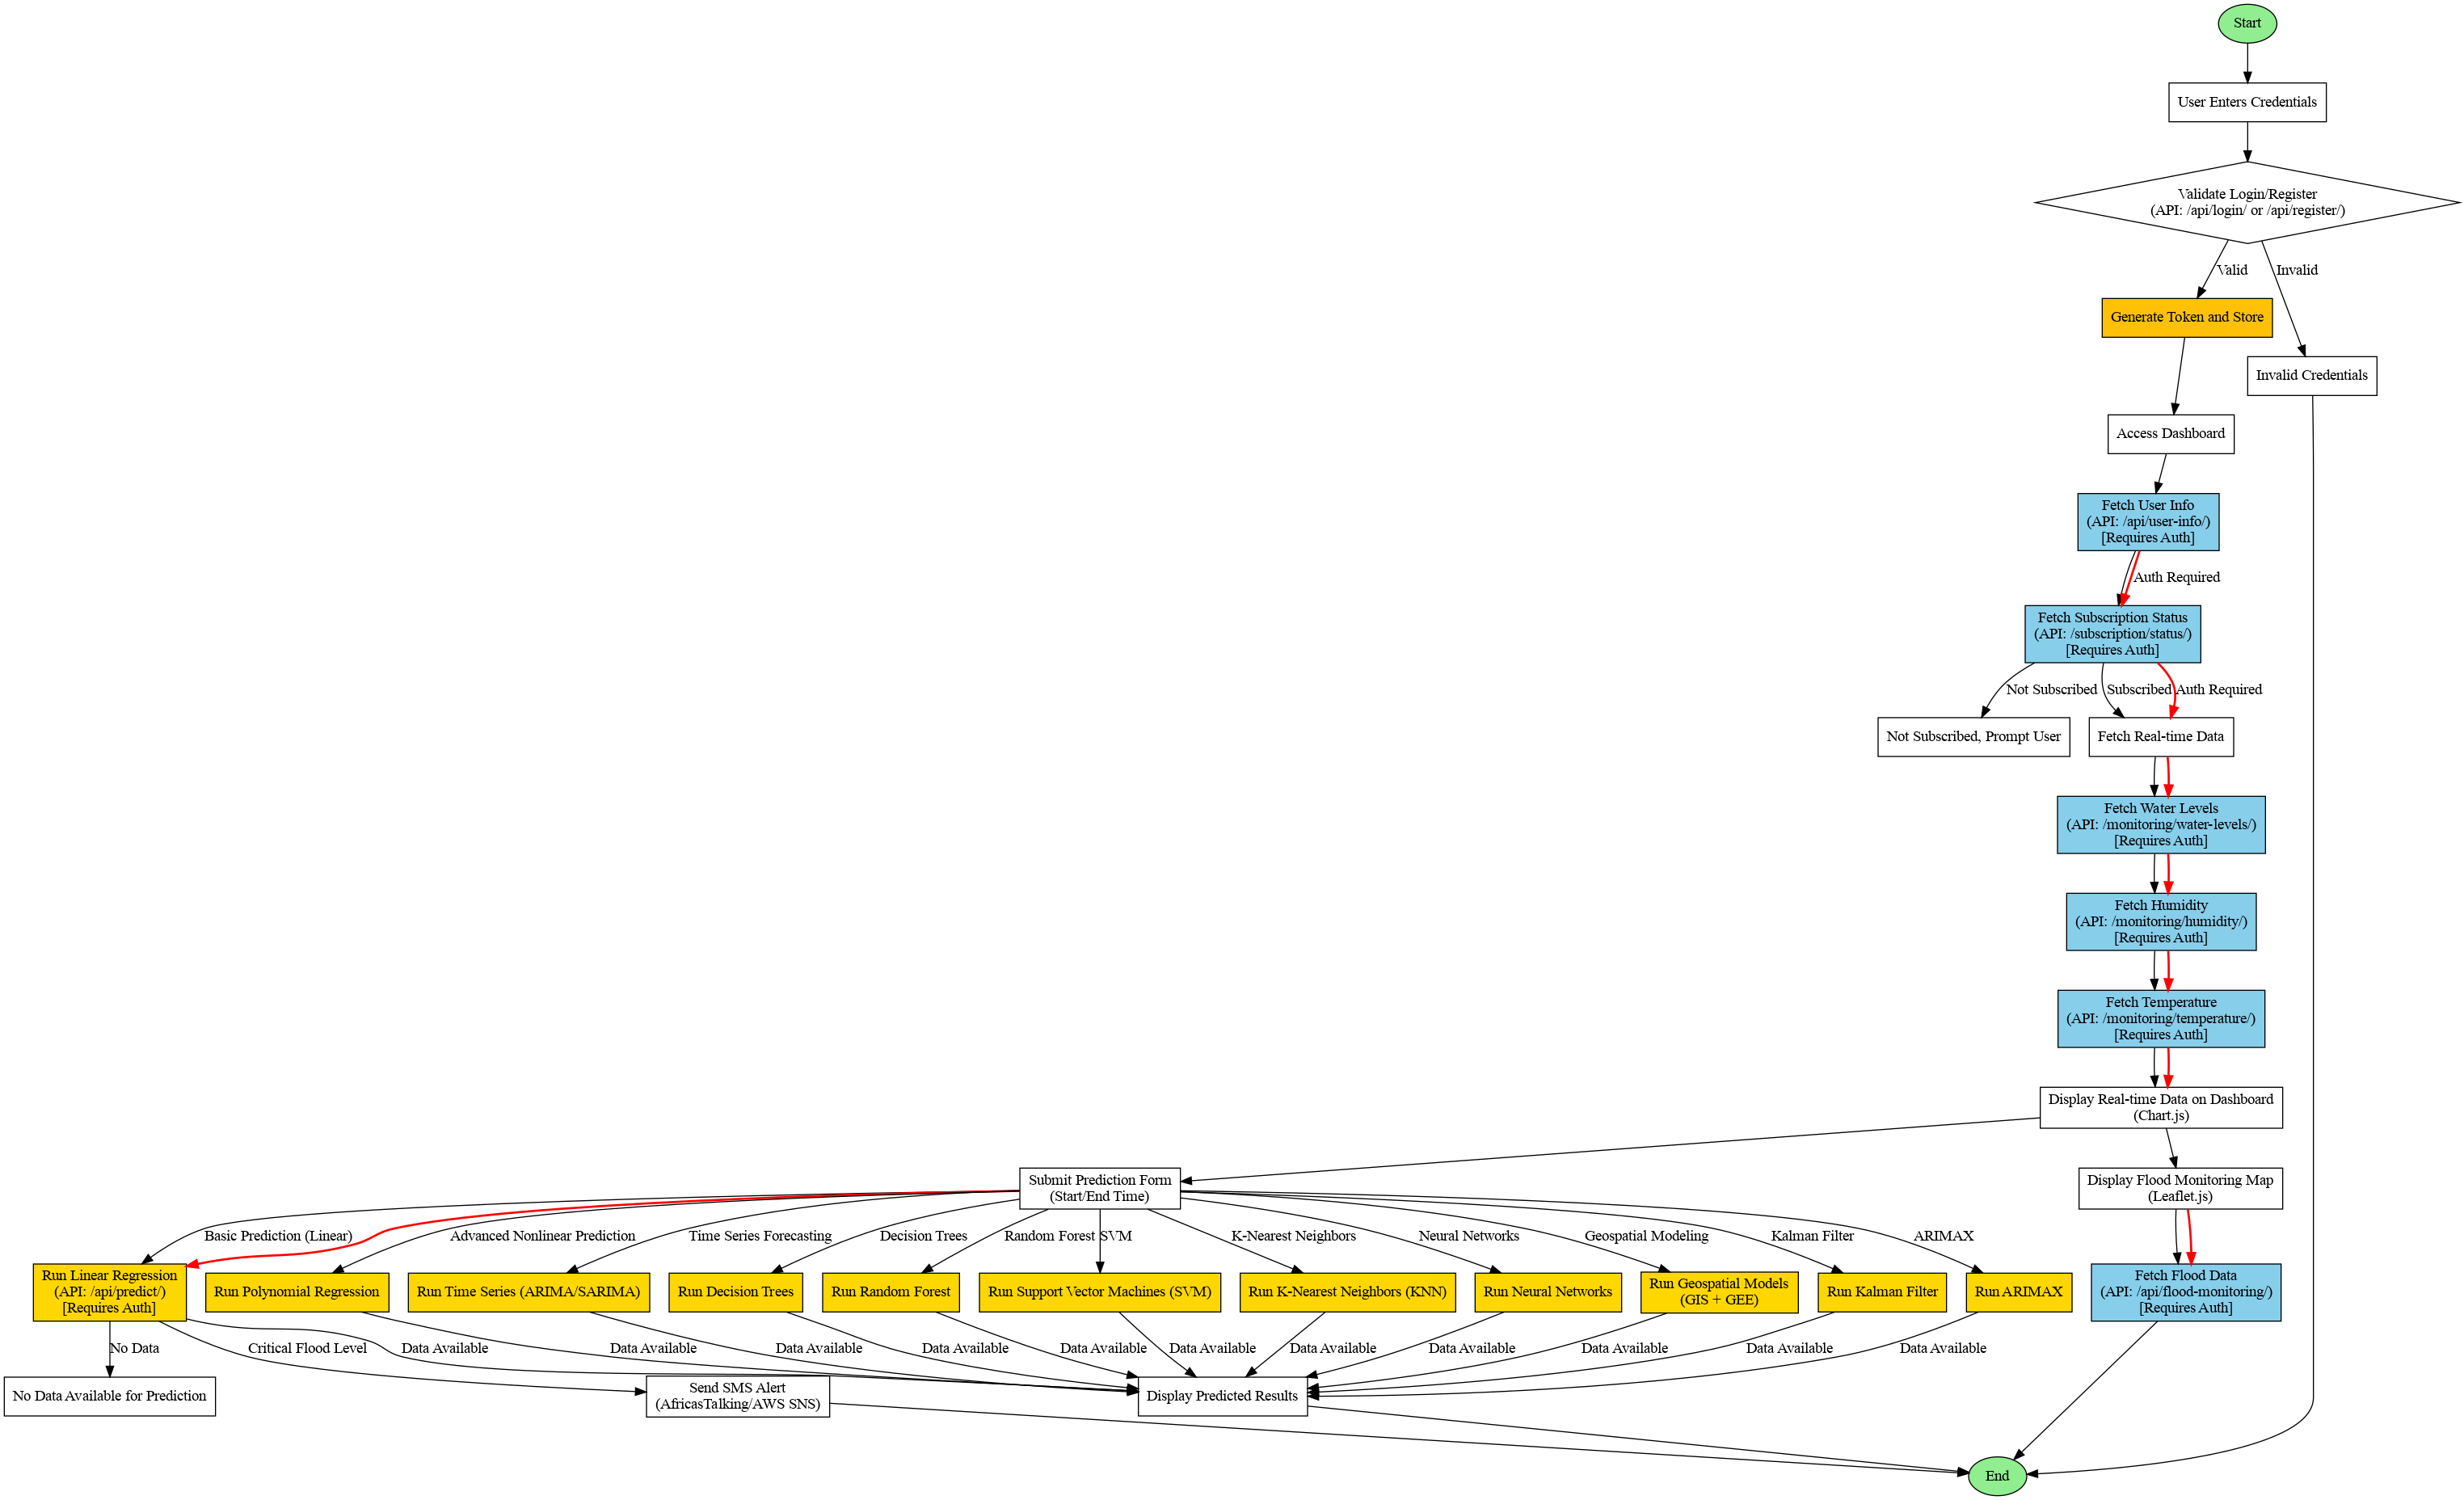 Start
User Enters Credentials
Validate Login/Register
(API: /api/login/ or /api/register/)
Valid
Invalid
Generate Token and Store
Invalid Credentials
Access Dashboard
Fetch User Info
(API: /api/user-info/)
[Requires Auth]
Auth Required
Fetch Subscription Status
(API: /subscription/status/)
[Requires Auth]
Not Subscribed
Subscribed
Auth Required
Not Subscribed, Prompt User
Fetch Real-time Data
Fetch Water Levels
(API: /monitoring/water-levels/)
[Requires Auth]
Fetch Humidity
(API: /monitoring/humidity/)
[Requires Auth]
Fetch Temperature
(API: /monitoring/temperature/)
[Requires Auth]
Display Real-time Data on Dashboard
(Chart.js)
Submit Prediction Form
(Start/End Time)
Display Flood Monitoring Map
(Leaflet.js)
Basic Prediction (Linear)
Advanced Nonlinear Prediction
Time Series Forecasting
Decision Trees
Random Forest
SVM
K-Nearest Neighbors
Neural Networks
Geospatial Modeling
Kalman Filter
ARIMAX
Run Linear Regression
(API: /api/predict/)
[Requires Auth]
Run Polynomial Regression
Run Time Series (ARIMA/SARIMA)
Run Decision Trees
Run Random Forest
Run Support Vector Machines (SVM)
Run K-Nearest Neighbors (KNN)
Run Neural Networks
Run Geospatial Models
(GIS + GEE)
Run Kalman Filter
Run ARIMAX
Fetch Flood Data
(API: /api/flood-monitoring/)
[Requires Auth]
No Data
Critical Flood Level
Data Available
Data Available
Data Available
Data Available
Data Available
Data Available
Data Available
Data Available
Data Available
Data Available
Data Available
No Data Available for Prediction
Send SMS Alert
(AfricasTalking/AWS SNS)
Display Predicted Results
End